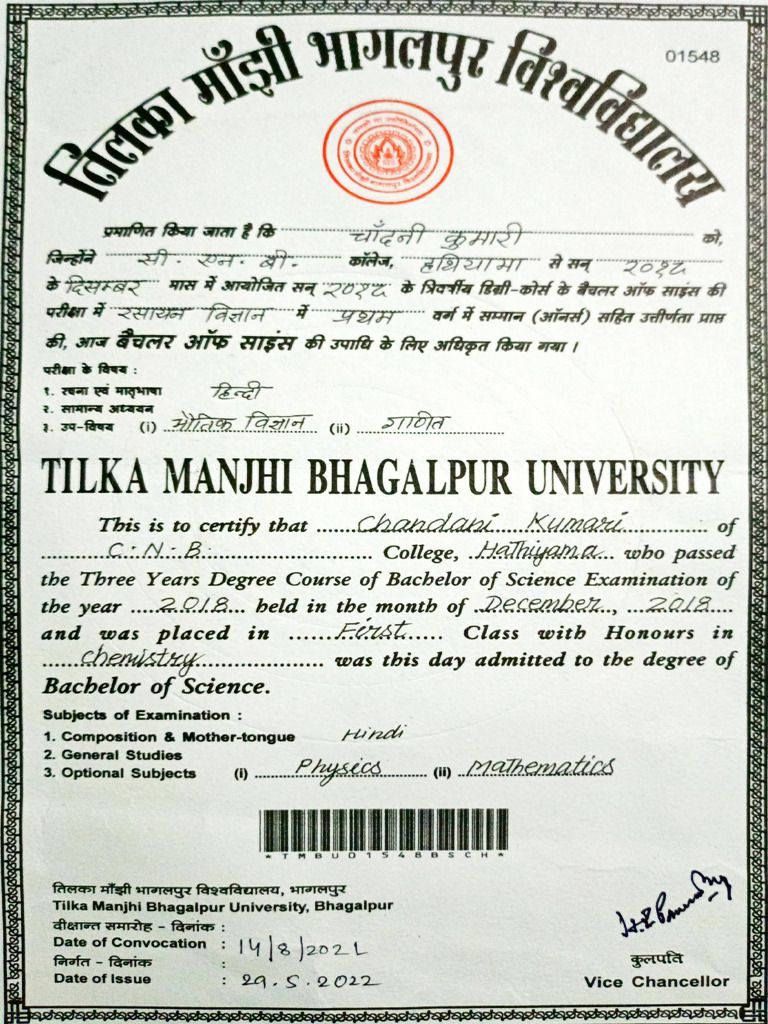 01548
तिलका माँझी भागलपुर विश्वविद्यालय
प्रमाणित किया जाता है कि चाँदनी कुमारी को,
जिन्होंने सी. एन. बी. कॉलेज, हथियामा से सन् २०१८
के दिसम्बर मास में आयोजित सन् २०१८ के त्रिवर्षीय डिग्री-कोर्स के बैचलर ऑफ साइंस की
परीक्षा में रसायन विज्ञान में प्रथम वर्ग में सम्मान (ऑनर्स) सहित उत्तीर्णता प्राप्त
की, आज बैचलर ऑफ साइंस की उपाधि के लिए अधिकृत किया गया ।
परीक्षा के विषय :
१. रचना एवं मातृभाषा हिन्दी
२. सामान्य अध्ययन
३. उप-विषय (i) भौतिक विज्ञान (ii) गणित
TILKA MANJHI BHAGALPUR UNIVERSITY
This is to certify that Chandani Kumari of
C.N.B. College, Hathiyama who passed
the Three Years Degree Course of Bachelor of Science Examination of
the year 2018 held in the month of December, 2018
and was placed in First Class with Honours in
Chemistry was this day admitted to the degree of
Bachelor of Science.
Subjects of Examination :
1. Composition & Mother-tongue Hindi
2. General Studies
3. Optional Subjects (i) Physics (ii) Mathematics
*TMBU01548BSCH*
तिलका माँझी भागलपुर विश्वविद्यालय, भागलपुर
Tilka Manjhi Bhagalpur University, Bhagalpur
दीक्षान्त समारोह - दिनांक :
Date of Convocation : 14/8/2021
निर्गत - दिनांक :
Date of Issue : 29.5.2022
कुलपति
Vice Chancellor